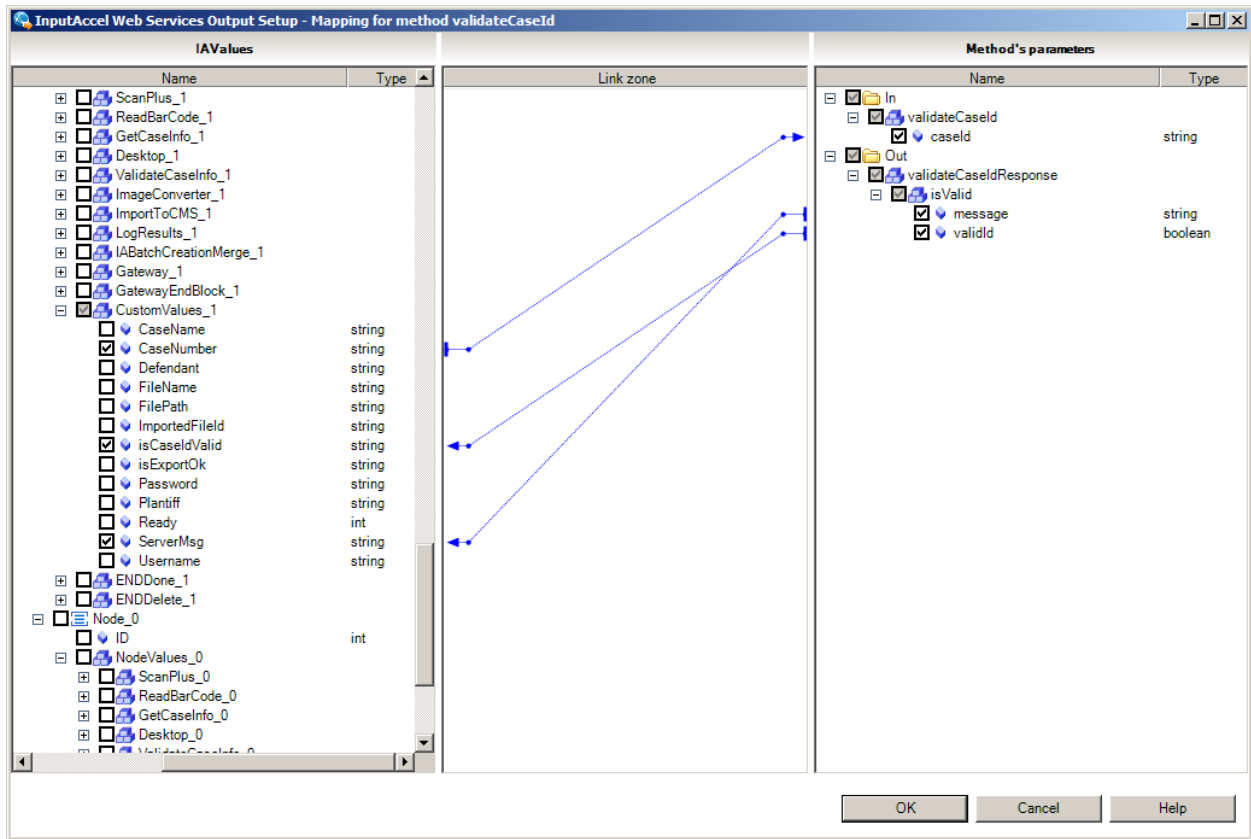 InputAccel Web Services Output Setup - Mapping for method validateCaseId
IAValues
Method's parameters
Name Type
Link zone
Name Type
ScanPlus_1
ReadBarCode_1
GetCaseInfo_1
Desktop_1
ValidateCaseInfo_1
ImageConverter_1
ImportToCMS_1
LogResults_1
IABatchCreationMerge_1
Gateway_1
GatewayEndBlock_1
CustomValues_1
CaseName string
CaseNumber string
Defendant string
FileName string
FilePath string
ImportedFileId string
isCaseIdValid string
isExportOk string
Password string
Plantiff string
Ready int
ServerMsg string
Username string
ENDDone_1
ENDDelete_1
Node_0
ID int
NodeValues_0
ScanPlus_0
ReadBarCode_0
GetCaseInfo_0
Desktop_0
ValidateCaseInfo_0
In
validateCaseId
caseId string
Out
validateCaseIdResponse
isValid
message string
validId boolean
OK Cancel Help